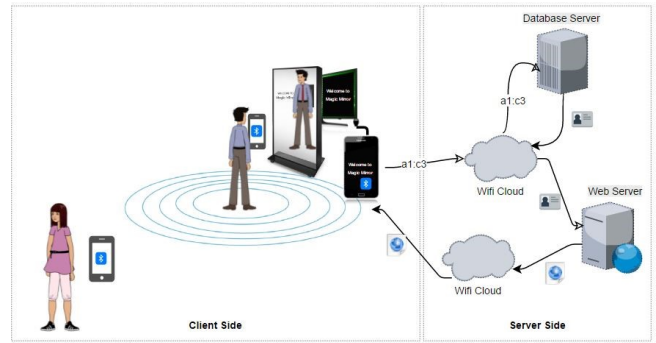 Database Server
a1:c3
Welcome to
Magic Mirror
Welcome to
Magic Mirror
a1:c3
Wifi Cloud
Web Server
Wifi Cloud
Client Side
Server Side